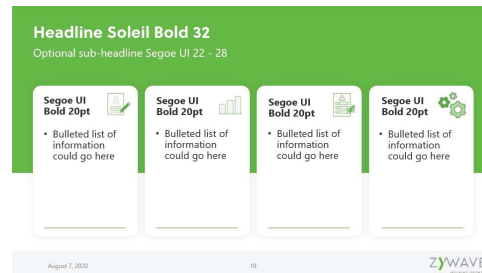 Headline Soleil Bold 32
Optional sub-headline Segoe UI 22 - 28
Segoe UI
Bold 20pt
• Bulleted list of
information
could go here
Segoe UI
Bold 20pt
• Bulleted list of
information
could go here
Segoe UI
Bold 20pt
• Bulleted list of
information
could go here
Segoe UI
Bold 20pt
• Bulleted list of
information
could go here
August 7, 2020
19
ZYWAVE